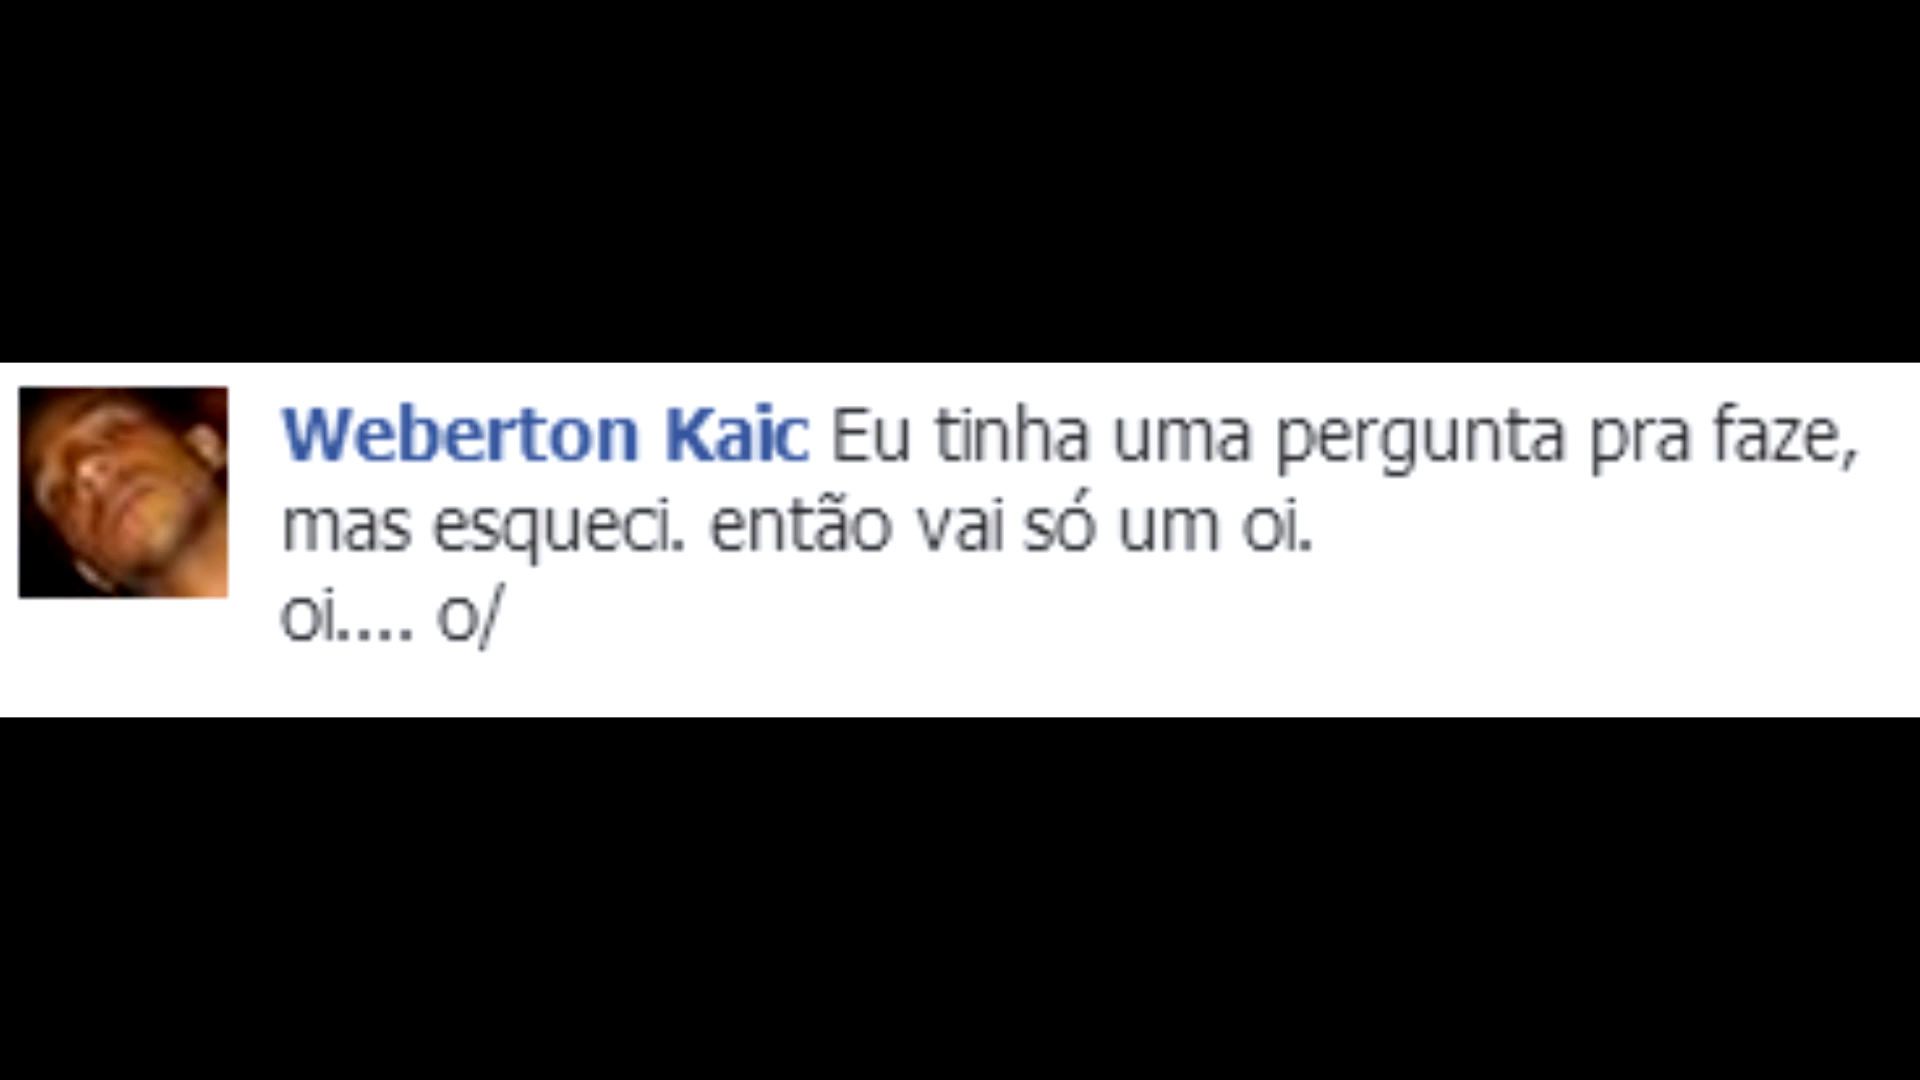 Weberton Kaic Eu tinha uma pergunta pra faze,
mas esqueci. então vai só um oi.
oi.... o/